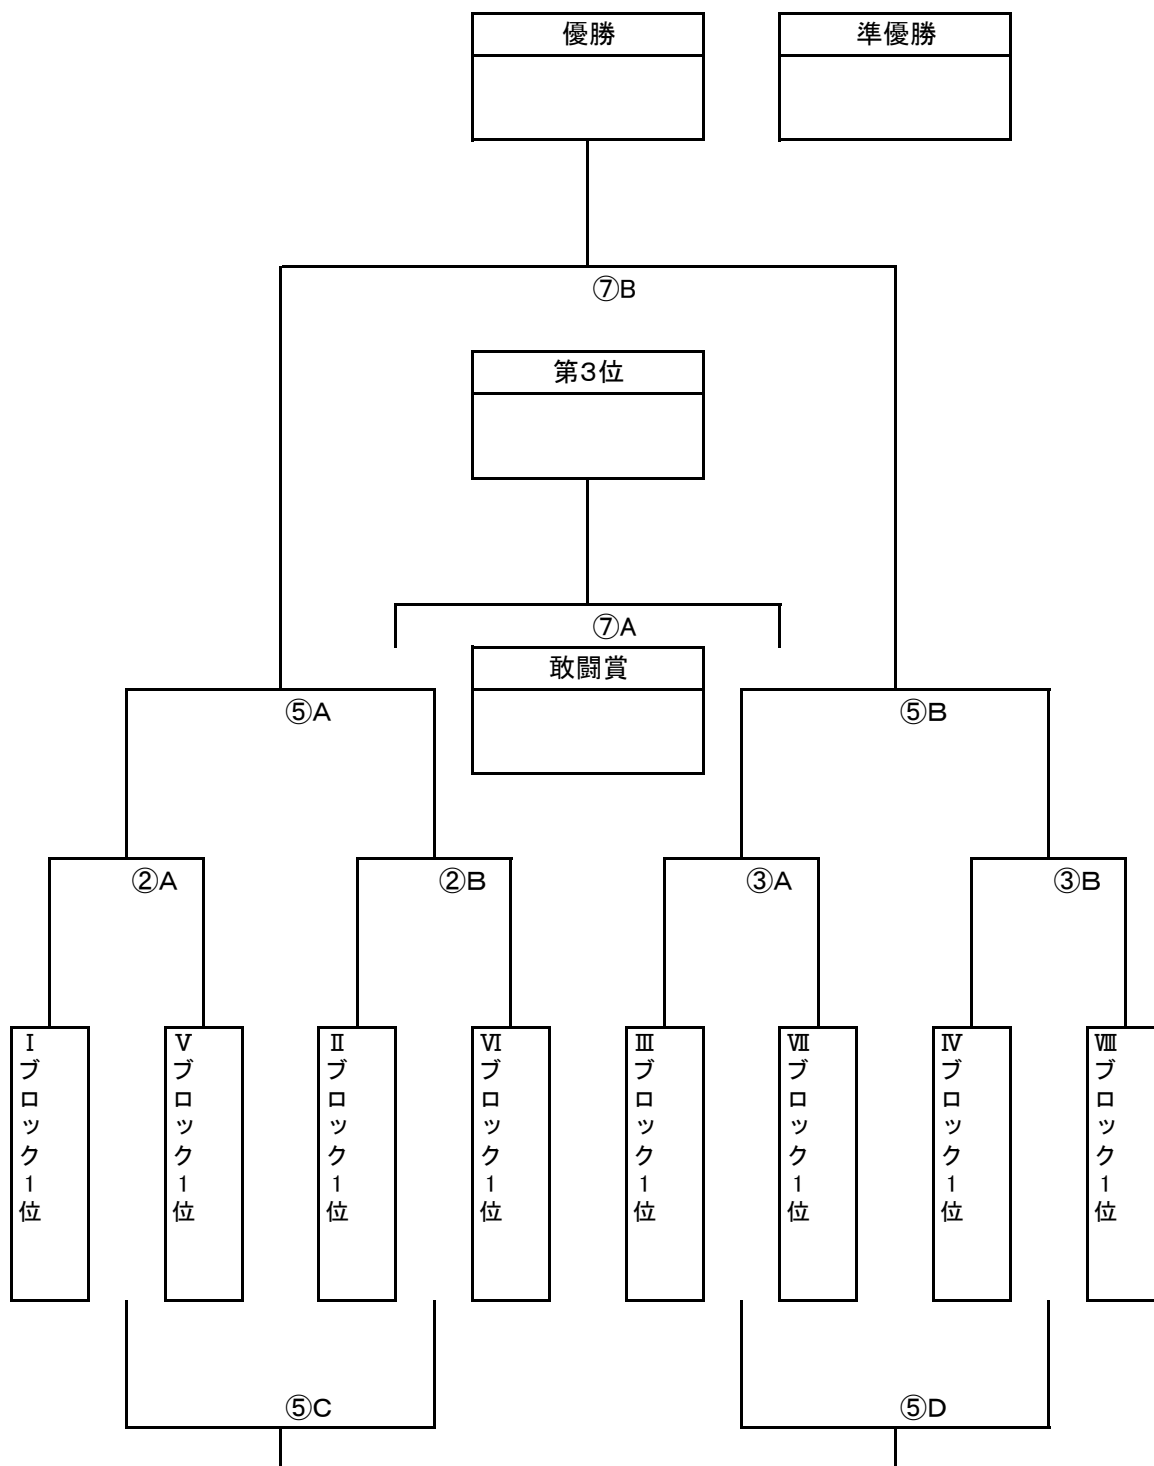 優勝
準優勝
⑦B
第3位
⑦A
敢闘賞
⑤A
⑤B
②A
②B
③A
③B
Ⅰブロック1位
Ⅴブロック1位
Ⅱブロック1位
Ⅵブロック1位
Ⅲブロック1位
Ⅶブロック1位
Ⅳブロック1位
Ⅷブロック1位
⑤C
⑤D